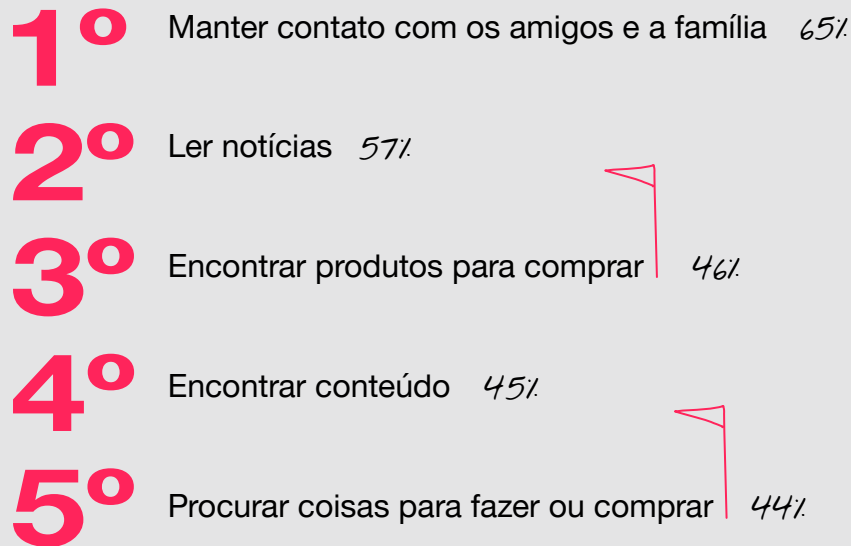 1º Manter contato com os amigos e a família 65%
2º Ler notícias 57%
3º Encontrar produtos para comprar 46%
4º Encontrar conteúdo 45%
5º Procurar coisas para fazer ou comprar 44%